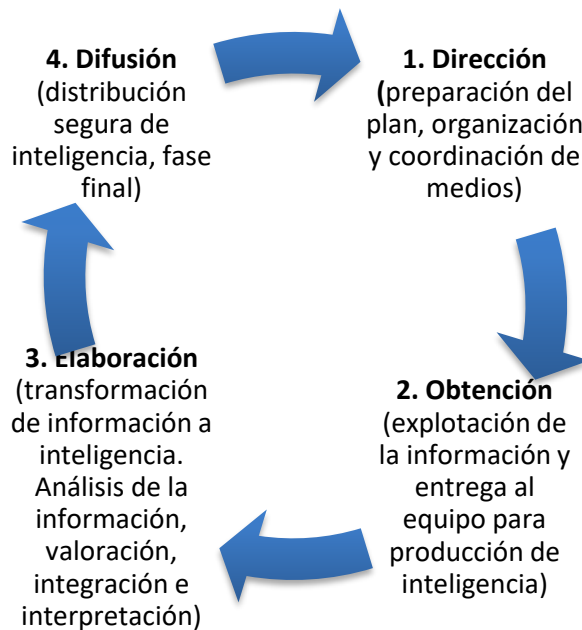 4. Difusión
(distribución
segura de
inteligencia, fase
final)
1. Dirección
(preparación del
plan, organización
y coordinación de
medios)
2. Obtención
(explotación de
la información y
entrega al
equipo para
producción de
inteligencia)
3. Elaboración
(transformación
de información a
inteligencia.
Análisis de la
información,
valoración,
integración e
interpretación)